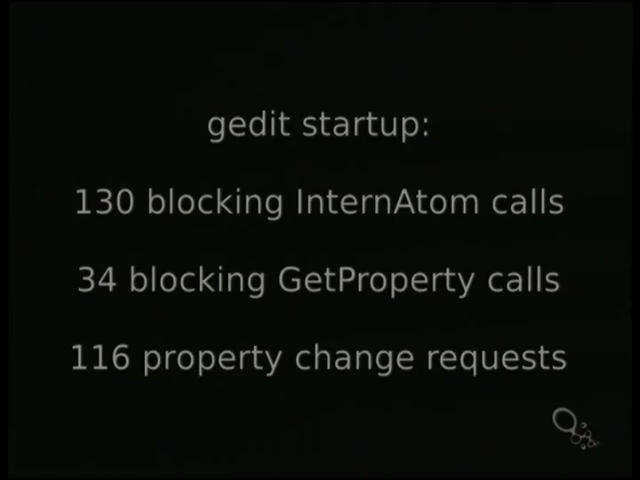 gedit startup:
130 blocking InternAtom calls
34 blocking GetProperty calls
116 property change requests